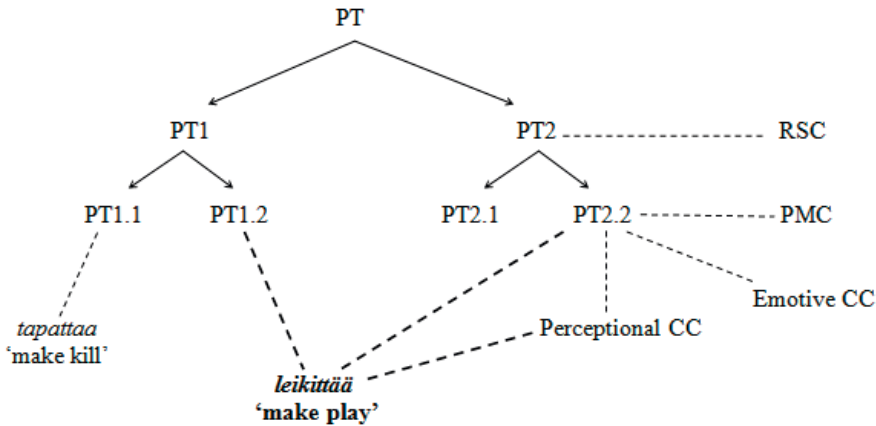 PT
PT1
PT2
RSC
PT1.1
PT1.2
PT2.1
PT2.2
PMC
Emotive CC
tapattaa
‘make kill’
Perceptional CC
leikittää
‘make play’